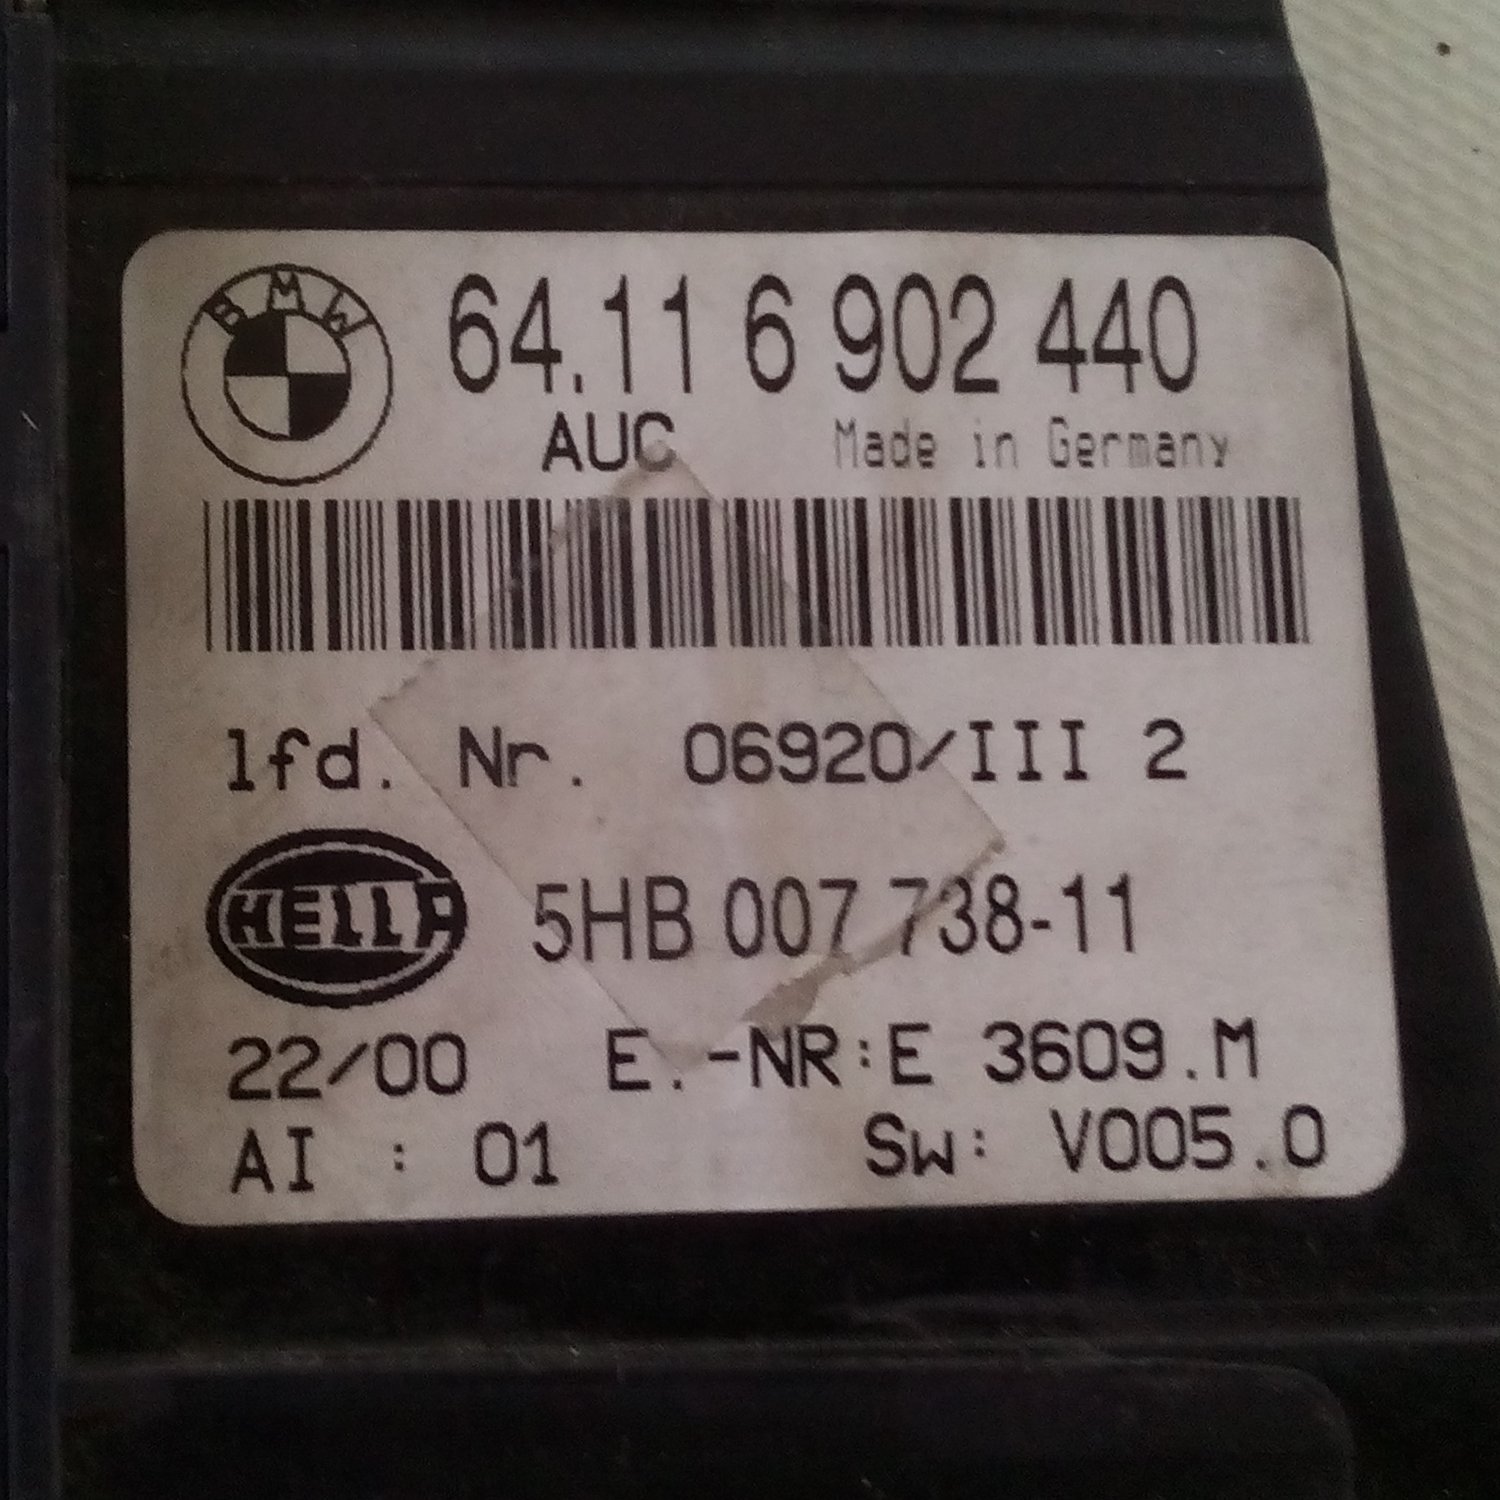 BMW
64.11 6 902 440
AUC Made in Germany
lfd. Nr. 06920/III 2
HELLA 5HB 007 738-11
22/00 E.-NR:E 3609.M
AI : 01 Sw: V005.0